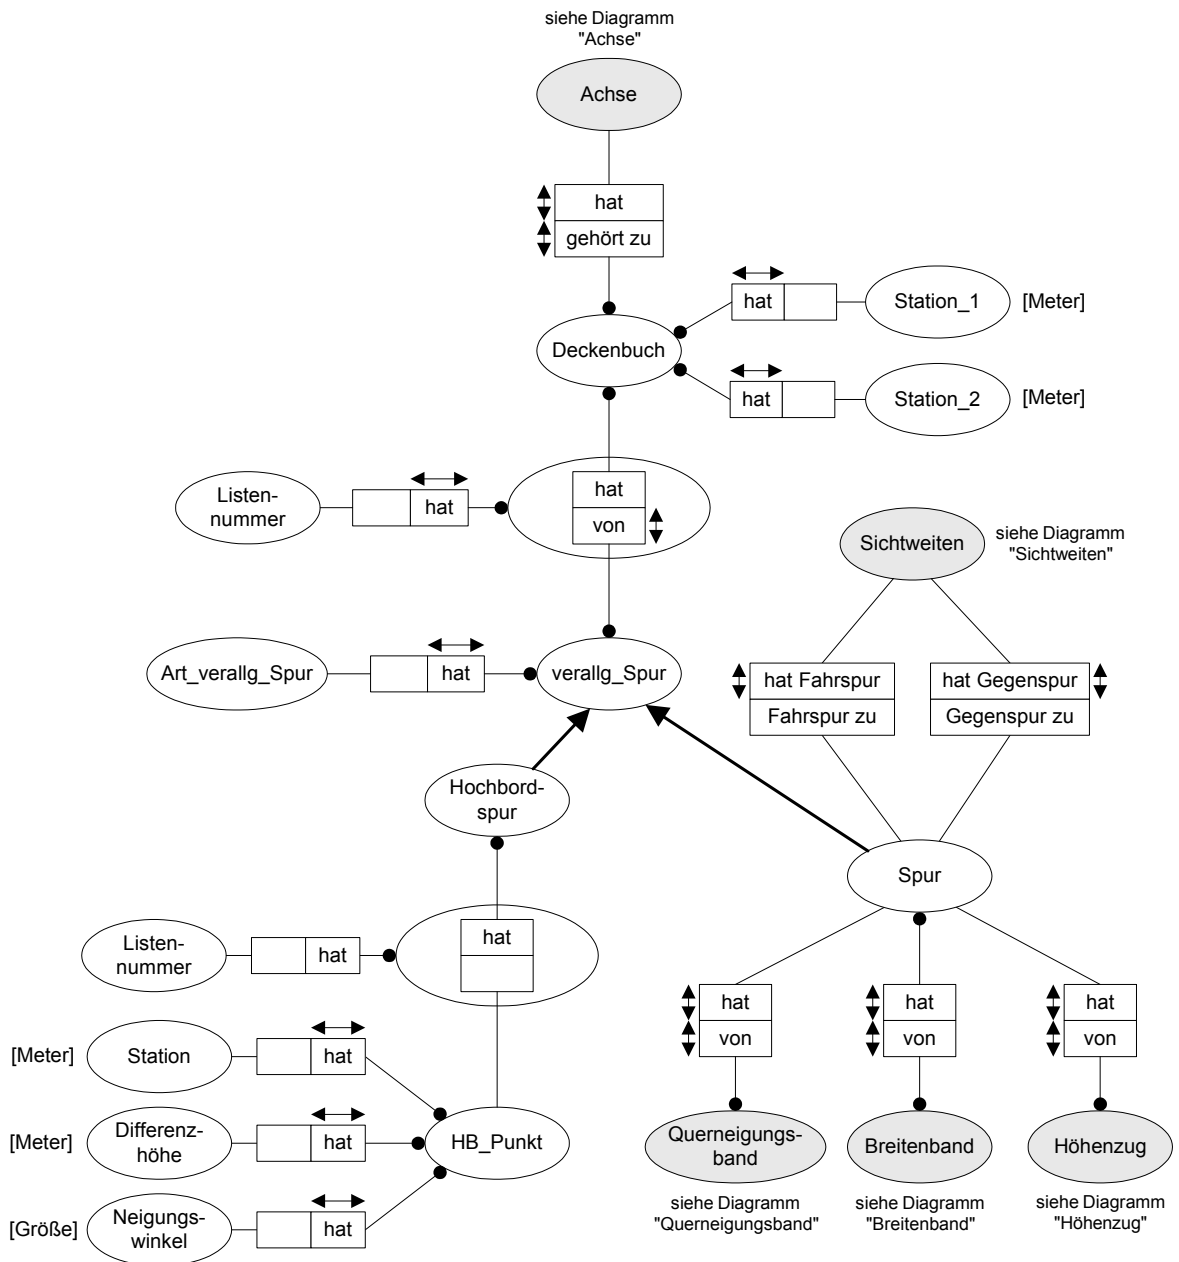 siehe Diagramm
"Achse"
Achse
hat
gehört zu
hat
Station_1
[Meter]
Deckenbuch
hat
Station_2
[Meter]
Listen-
nummer
hat
hat
von
Sichtweiten
siehe Diagramm
"Sichtweiten"
Art_verallg_Spur
hat
verallg_Spur
hat Fahrspur
Fahrspur zu
hat Gegenspur
Gegenspur zu
Hochbord-
spur
Spur
Listen-
nummer
hat
hat
hat
von
hat
von
hat
von
[Meter]
Station
hat
[Meter]
Differenz-
höhe
hat
HB_Punkt
Querneigungs-
band
Breitenband
Höhenzug
siehe Diagramm
"Querneigungsband"
siehe Diagramm
"Breitenband"
siehe Diagramm
"Höhenzug"
[Größe]
Neigungs-
winkel
hat